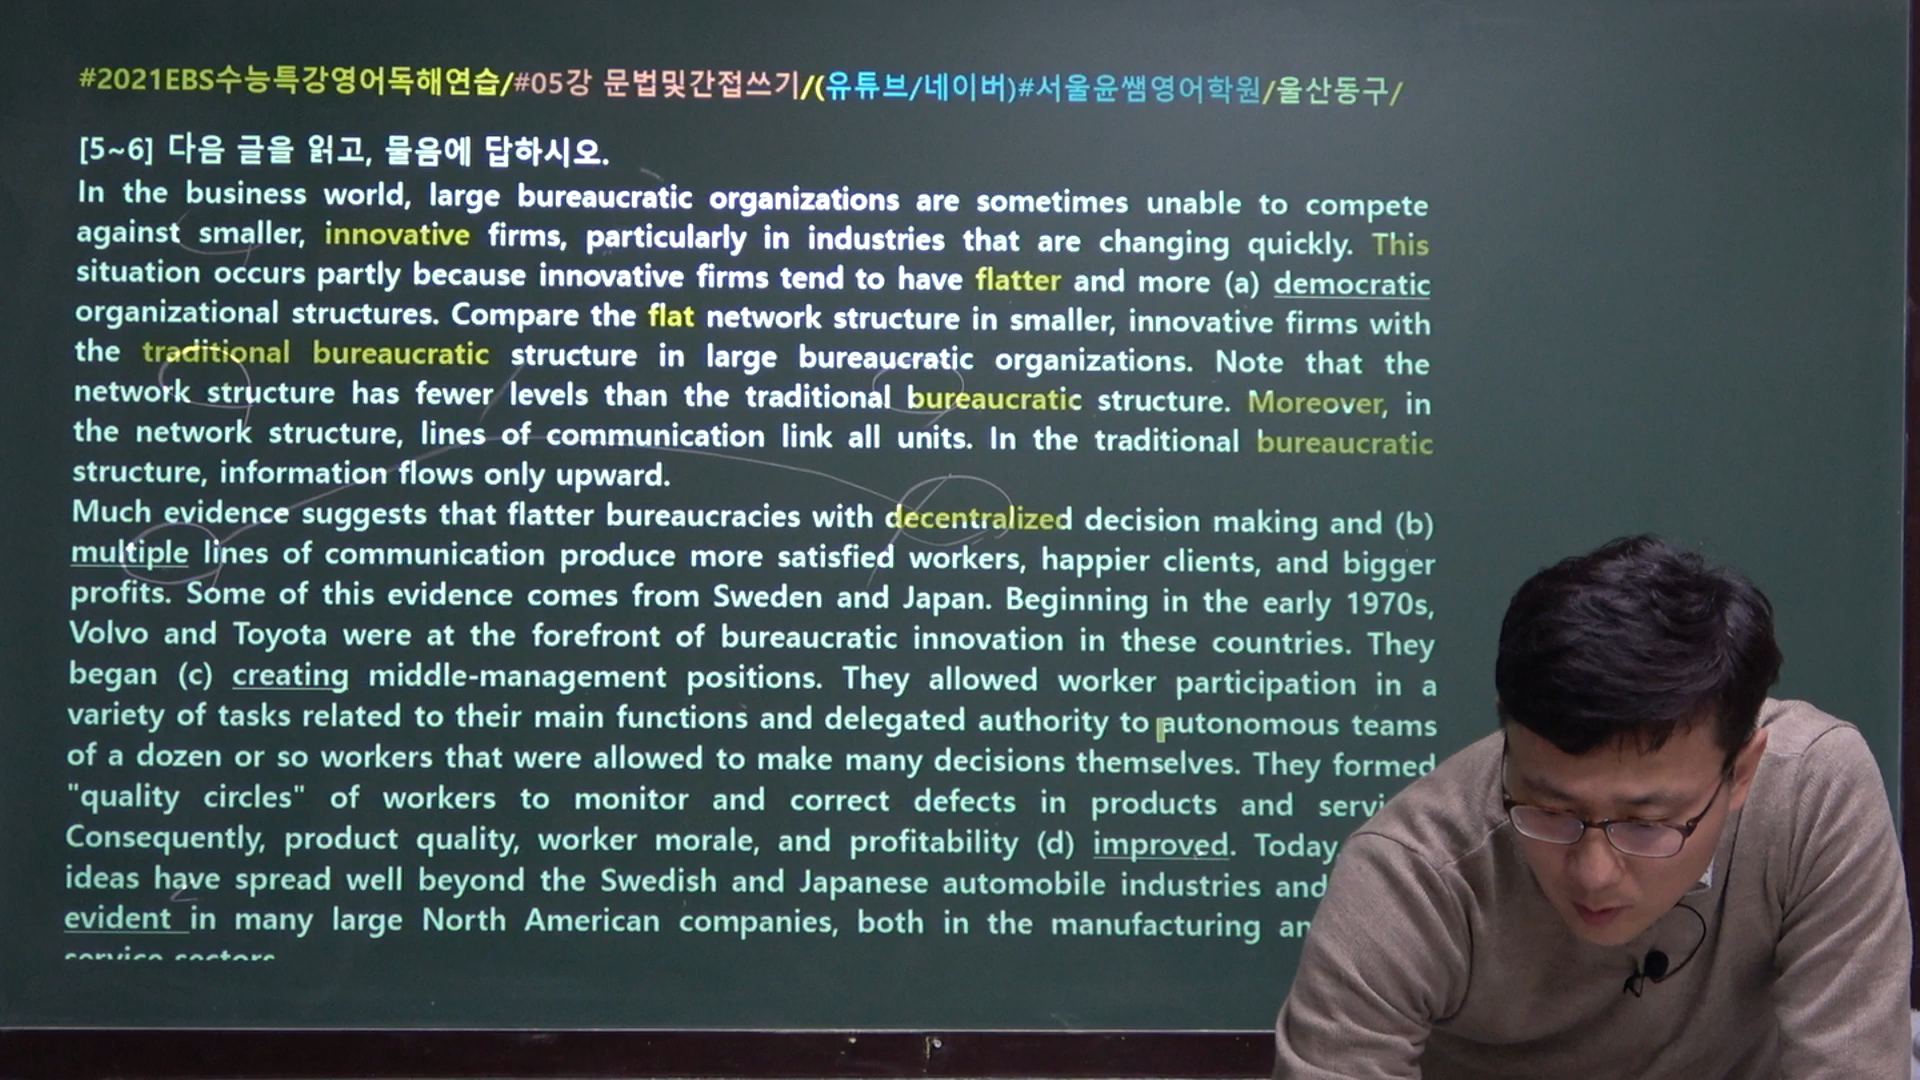 #2021EBS수능특강영어독해연습/#05강 문법및간접쓰기/(유튜브/네이버)#서울윤쌤영어학원/울산동구/
[5~6] 다음 글을 읽고, 물음에 답하시오.
In the business world, large bureaucratic organizations are sometimes unable to compete
against smaller, innovative firms, particularly in industries that are changing quickly. This
situation occurs partly because innovative firms tend to have flatter and more (a) democratic
organizational structures. Compare the flat network structure in smaller, innovative firms with
the traditional bureaucratic structure in large bureaucratic organizations. Note that the
network structure has fewer levels than the traditional bureaucratic structure. Moreover, in
the network structure, lines of communication link all units. In the traditional bureaucratic
structure, information flows only upward.
Much evidence suggests that flatter bureaucracies with decentralized decision making and (b)
multiple lines of communication produce more satisfied workers, happier clients, and bigger
profits. Some of this evidence comes from Sweden and Japan. Beginning in the early 1970s,
Volvo and Toyota were at the forefront of bureaucratic innovation in these countries. They
began (c) creating middle-management positions. They allowed worker participation in a
variety of tasks related to their main functions and delegated authority to autonomous teams
of a dozen or so workers that were allowed to make many decisions themselves. They formed
"quality circles" of workers to monitor and correct defects in products and
Consequently, product quality, worker morale, and profitability (d) improved. Today,
ideas have spread well beyond the Swedish and Japanese automobile industries and
evident in many large North American companies, both in the manufacturing
service sectors